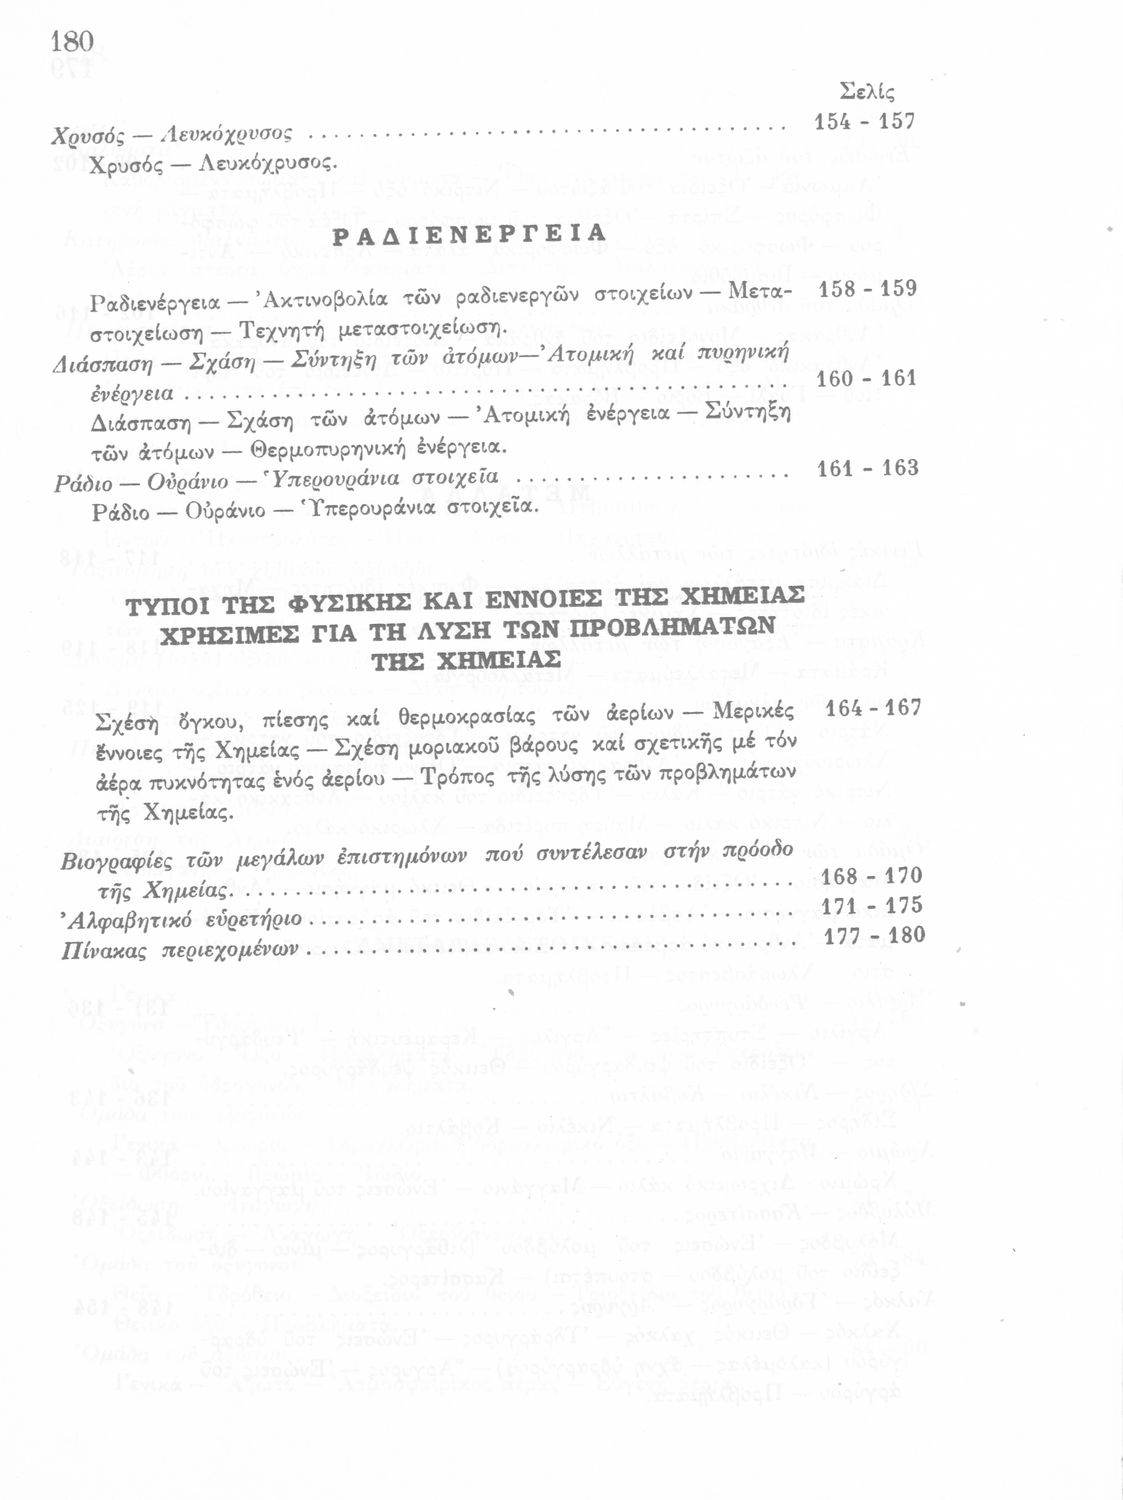 180
Σελίς
Χρυσός — Λευκόχρυσος ........................................ 154 - 157
Χρυσός — Λευκόχρυσος.
ΡΑΔΙΕΝΕΡΓΕΙΑ
Ραδιενέργεια — Ἀκτινοβολία τῶν ραδιενεργῶν στοιχείων — Μετα- 158 - 159
στοιχείωση — Τεχνητή μεταστοιχείωση.
Διάσπαση — Σχάση — Σύντηξη τῶν ἀτόμων—Ἀτομική καί πυρηνική
ἐνέργεια .................................................. 160 - 161
Διάσπαση — Σχάση τῶν ἀτόμων — Ἀτομική ἐνέργεια — Σύντηξη
τῶν ἀτόμων — Θερμοπυρηνική ἐνέργεια.
Ράδιο — Οὐράνιο — Ὑπερουράνια στοιχεῖα ...................... 161 - 163
Ράδιο — Οὐράνιο — Ὑπερουράνια στοιχεῖα.
ΤΥΠΟΙ ΤΗΣ ΦΥΣΙΚΗΣ ΚΑΙ ΕΝΝΟΙΕΣ ΤΗΣ ΧΗΜΕΙΑΣ
ΧΡΗΣΙΜΕΣ ΓΙΑ ΤΗ ΛΥΣΗ ΤΩΝ ΠΡΟΒΛΗΜΑΤΩΝ
ΤΗΣ ΧΗΜΕΙΑΣ
Σχέση ὄγκου, πίεσης καί θερμοκρασίας τῶν ἀερίων — Μερικές 164 - 167
ἔννοιες τῆς Χημείας — Σχέση μοριακοῦ βάρους καί σχετικῆς μέ τόν
ἀέρα πυκνότητας ἑνός ἀερίου — Τρόπος τῆς λύσης τῶν προβλημάτων
τῆς Χημείας.
Βιογραφίες τῶν μεγάλων ἐπιστημόνων πού συντέλεσαν στήν πρόοδο
τῆς Χημείας............................................... 168 - 170
Ἀλφαβητικό εὑρετήριο ........................................ 171 - 175
Πίνακας περιεχομένων ........................................ 177 - 180